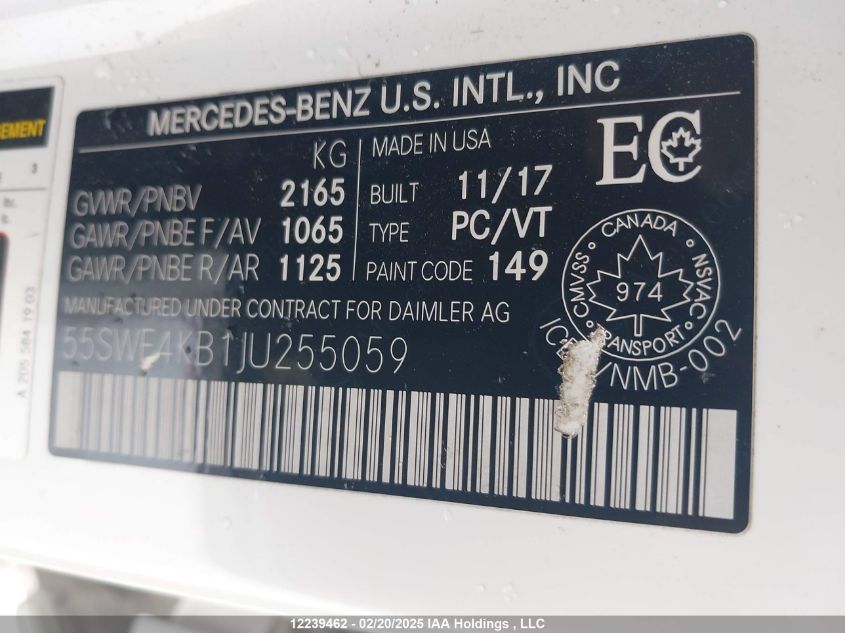 MERCEDES-BENZ U.S. INTL., INC
KG
GVWR/PNBV 2165
GAWR/PNBE F/AV 1065
GAWR/PNBE R/AR 1125
MADE IN USA
BUILT 11/17
TYPE PC/VT
PAINT CODE 149
EC
CANADA
CMVSS NSVAC
974
TRANSPORT
/NMB-002
MANUFACTURED UNDER CONTRACT FOR DAIMLER AG
55SWF4KB1JU255059
A 205 584 19 03
3
12239462 - 02/20/2025 IAA Holdings , LLC